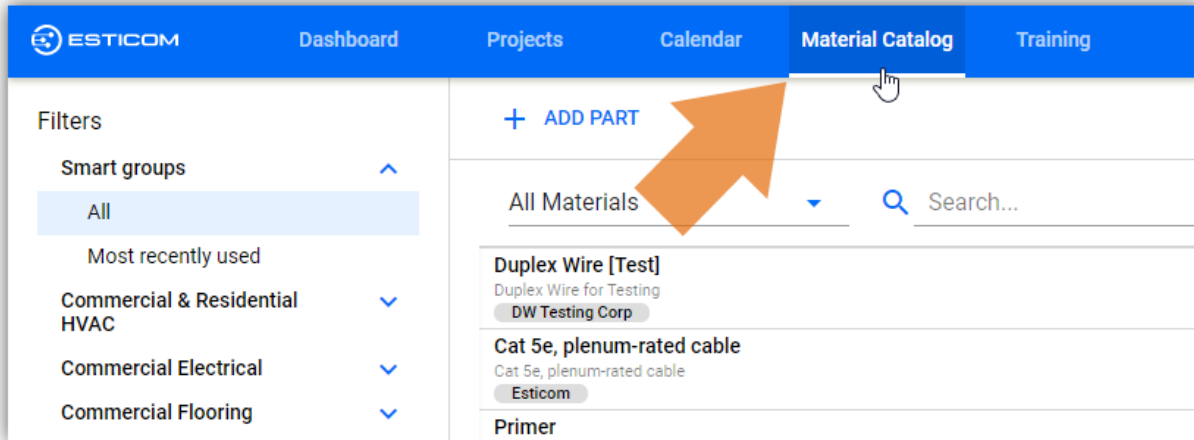 ESTICOM Dashboard Projects Calendar Material Catalog Training
Filters
Smart groups
All
Most recently used
Commercial & Residential
HVAC
Commercial Electrical
Commercial Flooring
+ ADD PART
All Materials Search...
Duplex Wire [Test]
Duplex Wire for Testing
DW Testing Corp
Cat 5e, plenum-rated cable
Cat 5e, plenum-rated cable
Esticom
Primer